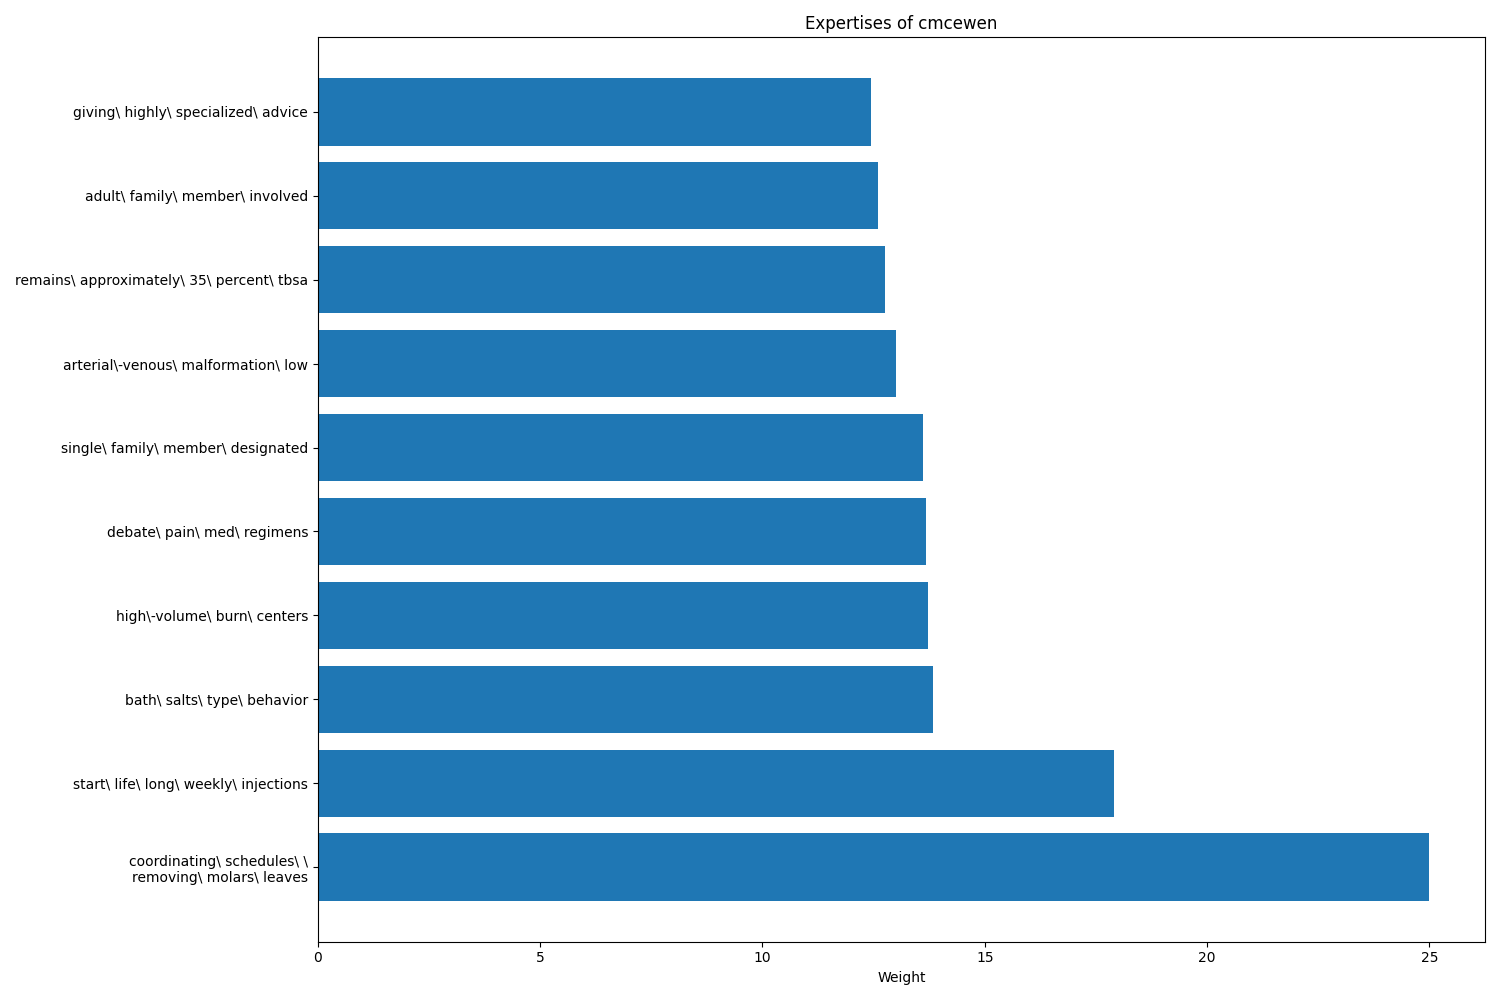 Expertises of cmcewen
giving\ highly\ specialized\ advice
adult\ family\ member\ involved
remains\ approximately\ 35\ percent\ tbsa
arterial\-venous\ malformation\ low
single\ family\ member\ designated
debate\ pain\ med\ regimens
high\-volume\ burn\ centers
bath\ salts\ type\ behavior
start\ life\ long\ weekly\ injections
coordinating\ schedules\ \
removing\ molars\ leaves
0 5 10 15 20 25
Weight